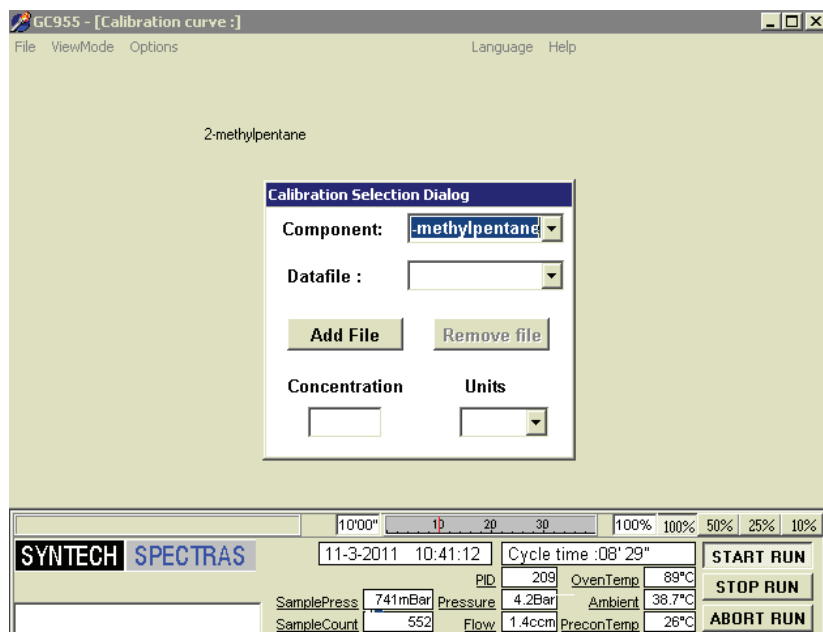 GC955 - [Calibration curve :]
File ViewMode Options Language Help
2-methylpentane
Calibration Selection Dialog
Component: -methylpentane
Datafile :
Add File Remove file
Concentration Units
10'00" 10 20 30 100% 100% 50% 25% 10%
SYNTECH SPECTRAS 11-3-2011 10:41:12 Cycle time :08' 29" START RUN
PID 209 OvenTemp 89°C STOP RUN
SamplePress 741mBar Pressure 4.2Bar Ambient 38.7°C
SampleCount 552 Flow 1.4ccm PreconTemp 26°C ABORT RUN